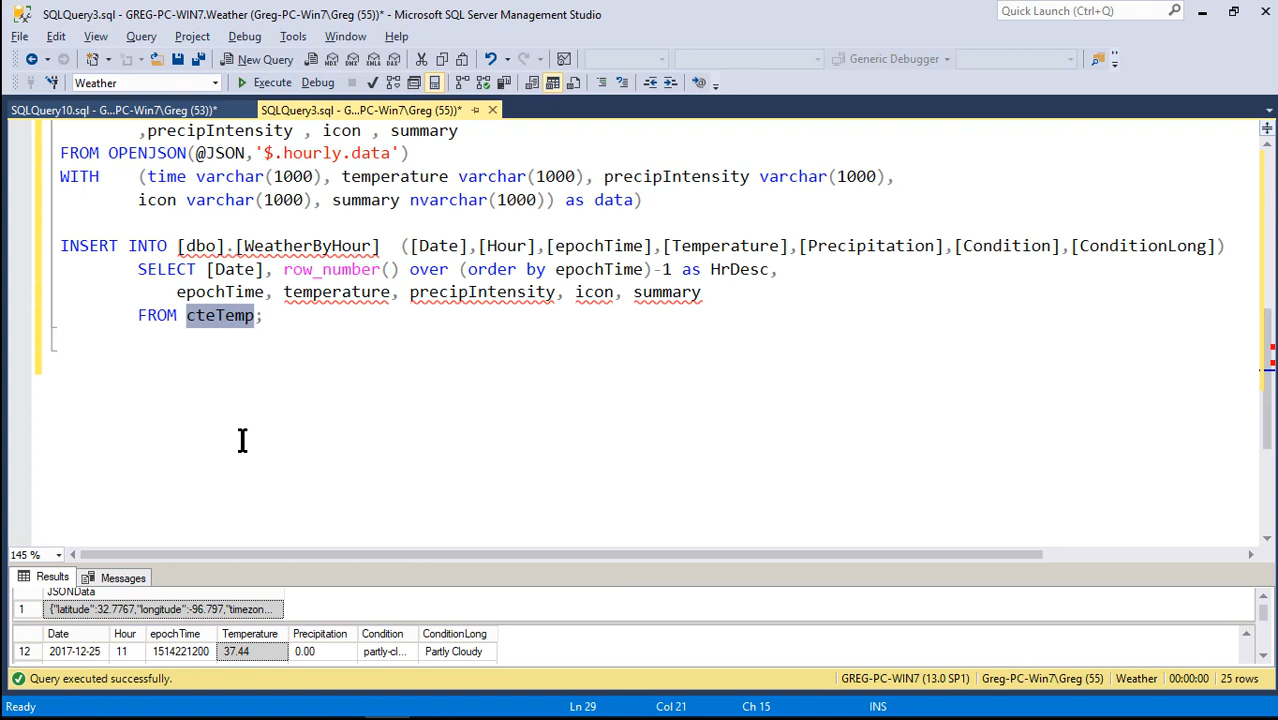 SQLQuery3.sql - GREG-PC-WIN7.Weather (Greg-PC-Win7\Greg (55))* - Microsoft SQL Server Management Studio
Quick Launch (Ctrl+Q)
File Edit View Query Project Debug Tools Window Help
New Query Generic Debugger
Weather Execute Debug
SQLQuery10.sql - G...PC-Win7\Greg (53))* SQLQuery3.sql - G...PC-Win7\Greg (55))*
,precipIntensity , icon , summary
FROM OPENJSON(@JSON,'$.hourly.data')
WITH (time varchar(1000), temperature varchar(1000), precipIntensity varchar(1000),
icon varchar(1000), summary nvarchar(1000)) as data)
INSERT INTO [dbo].[WeatherByHour] ([Date],[Hour],[epochTime],[Temperature],[Precipitation],[Condition],[ConditionLong])
SELECT [Date], row_number() over (order by epochTime)-1 as HrDesc,
epochTime, temperature, precipIntensity, icon, summary
FROM cteTemp;
145 %
Results Messages
JSONData
1 {"latitude":32.7767,"longitude":-96.797,"timezon...
Date Hour epochTime Temperature Precipitation Condition ConditionLong
12 2017-12-25 11 1514221200 37.44 0.00 partly-cl... Partly Cloudy
Query executed successfully. GREG-PC-WIN7 (13.0 SP1) Greg-PC-Win7\Greg (55) Weather 00:00:00 25 rows
Ready Ln 29 Col 21 Ch 15 INS